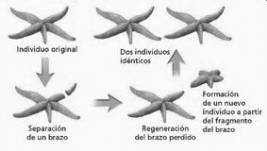 Individuo original
Dos individuos
idénticos
Separación
de un brazo
Regeneración
del brazo perdido
Formación
de un nuevo
individuo a partir
del fragmento
del brazo